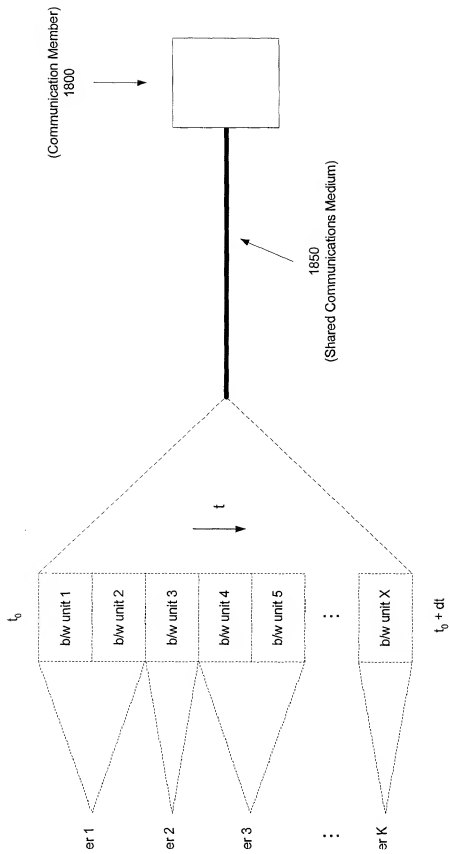 (Communication Member)
1800
1850
(Shared Communications Medium)
t₀
t
b/w unit 1
b/w unit 2
b/w unit 3
b/w unit 4
b/w unit 5
...
b/w unit X
t₀ + dt
er 1
er 2
er 3
...
er K